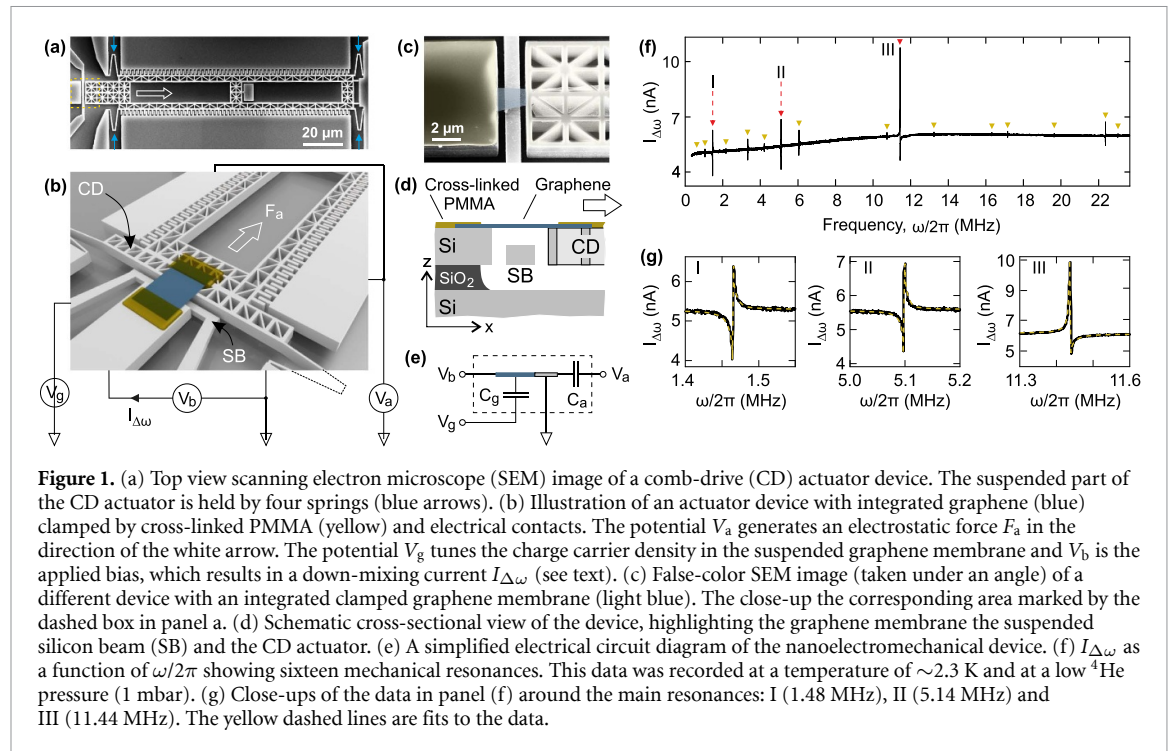 (a)
20 μm
(b)
CD
Fa
SB
Vg
Vb
IΔω
Va
(c)
2 μm
(d)
Cross-linked
PMMA
Graphene
Si
SB
CD
SiO2
Si
z
x
(e)
Vb
Cg
Ca
Va
Vg
(f)
I
II
III
10
8
6
4
IΔω (nA)
0 2 4 6 8 10 12 14 16 18 20 22
Frequency, ω/2π (MHz)
(g)
I
7
6
5
4
IΔω (nA)
1.4 1.5
ω/2π (MHz)
II
7
6
5
4
IΔω (nA)
5.0 5.1 5.2
ω/2π (MHz)
III
10
9
8
7
6
5
IΔω (nA)
11.3 11.6
ω/2π (MHz)
Figure 1. (a) Top view scanning electron microscope (SEM) image of a comb-drive (CD) actuator device. The suspended part of
the CD actuator is held by four springs (blue arrows). (b) Illustration of an actuator device with integrated graphene (blue)
clamped by cross-linked PMMA (yellow) and electrical contacts. The potential Va generates an electrostatic force Fa in the
direction of the white arrow. The potential Vg tunes the charge carrier density in the suspended graphene membrane and Vb is the
applied bias, which results in a down-mixing current IΔω (see text). (c) False-color SEM image (taken under an angle) of a
different device with an integrated clamped graphene membrane (light blue). The close-up the corresponding area marked by the
dashed box in panel a. (d) Schematic cross-sectional view of the device, highlighting the graphene membrane the suspended
silicon beam (SB) and the CD actuator. (e) A simplified electrical circuit diagram of the nanoelectromechanical device. (f) IΔω as
a function of ω/2π showing sixteen mechanical resonances. This data was recorded at a temperature of ∼2.3 K and at a low ⁴He
pressure (1 mbar). (g) Close-ups of the data in panel (f) around the main resonances: I (1.48 MHz), II (5.14 MHz) and
III (11.44 MHz). The yellow dashed lines are fits to the data.